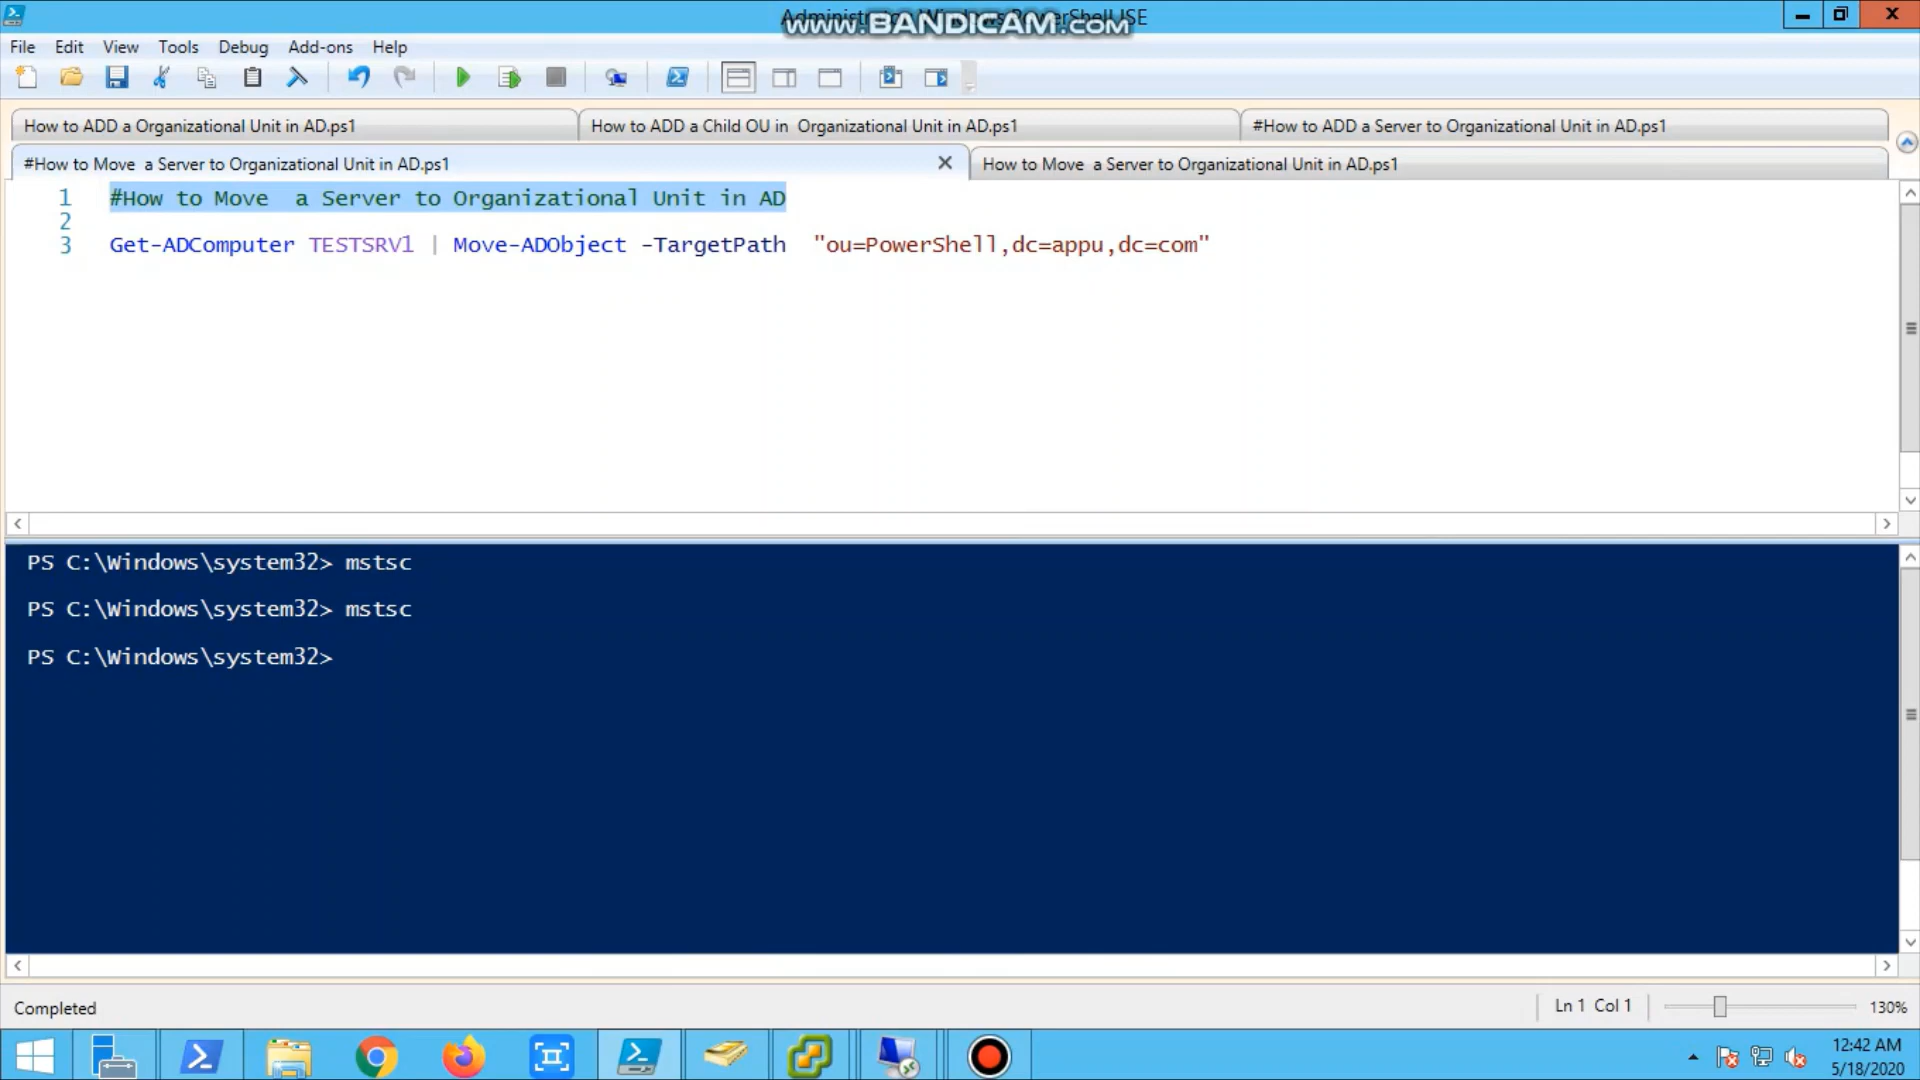 Administrator: Windows PowerShell ISE
www.BANDICAM.com
File Edit View Tools Debug Add-ons Help
How to ADD a Organizational Unit in AD.ps1
How to ADD a Child OU in  Organizational Unit in AD.ps1
#How to ADD a Server to Organizational Unit in AD.ps1
#How to Move  a Server to Organizational Unit in AD.ps1
How to Move  a Server to Organizational Unit in AD.ps1
1 #How to Move  a Server to Organizational Unit in AD
2
3 Get-ADComputer TESTSRV1 | Move-ADObject -TargetPath  "ou=PowerShell,dc=appu,dc=com"
PS C:\Windows\system32> mstsc
PS C:\Windows\system32> mstsc
PS C:\Windows\system32>
Completed
Ln 1 Col 1
130%
12:42 AM
5/18/2020